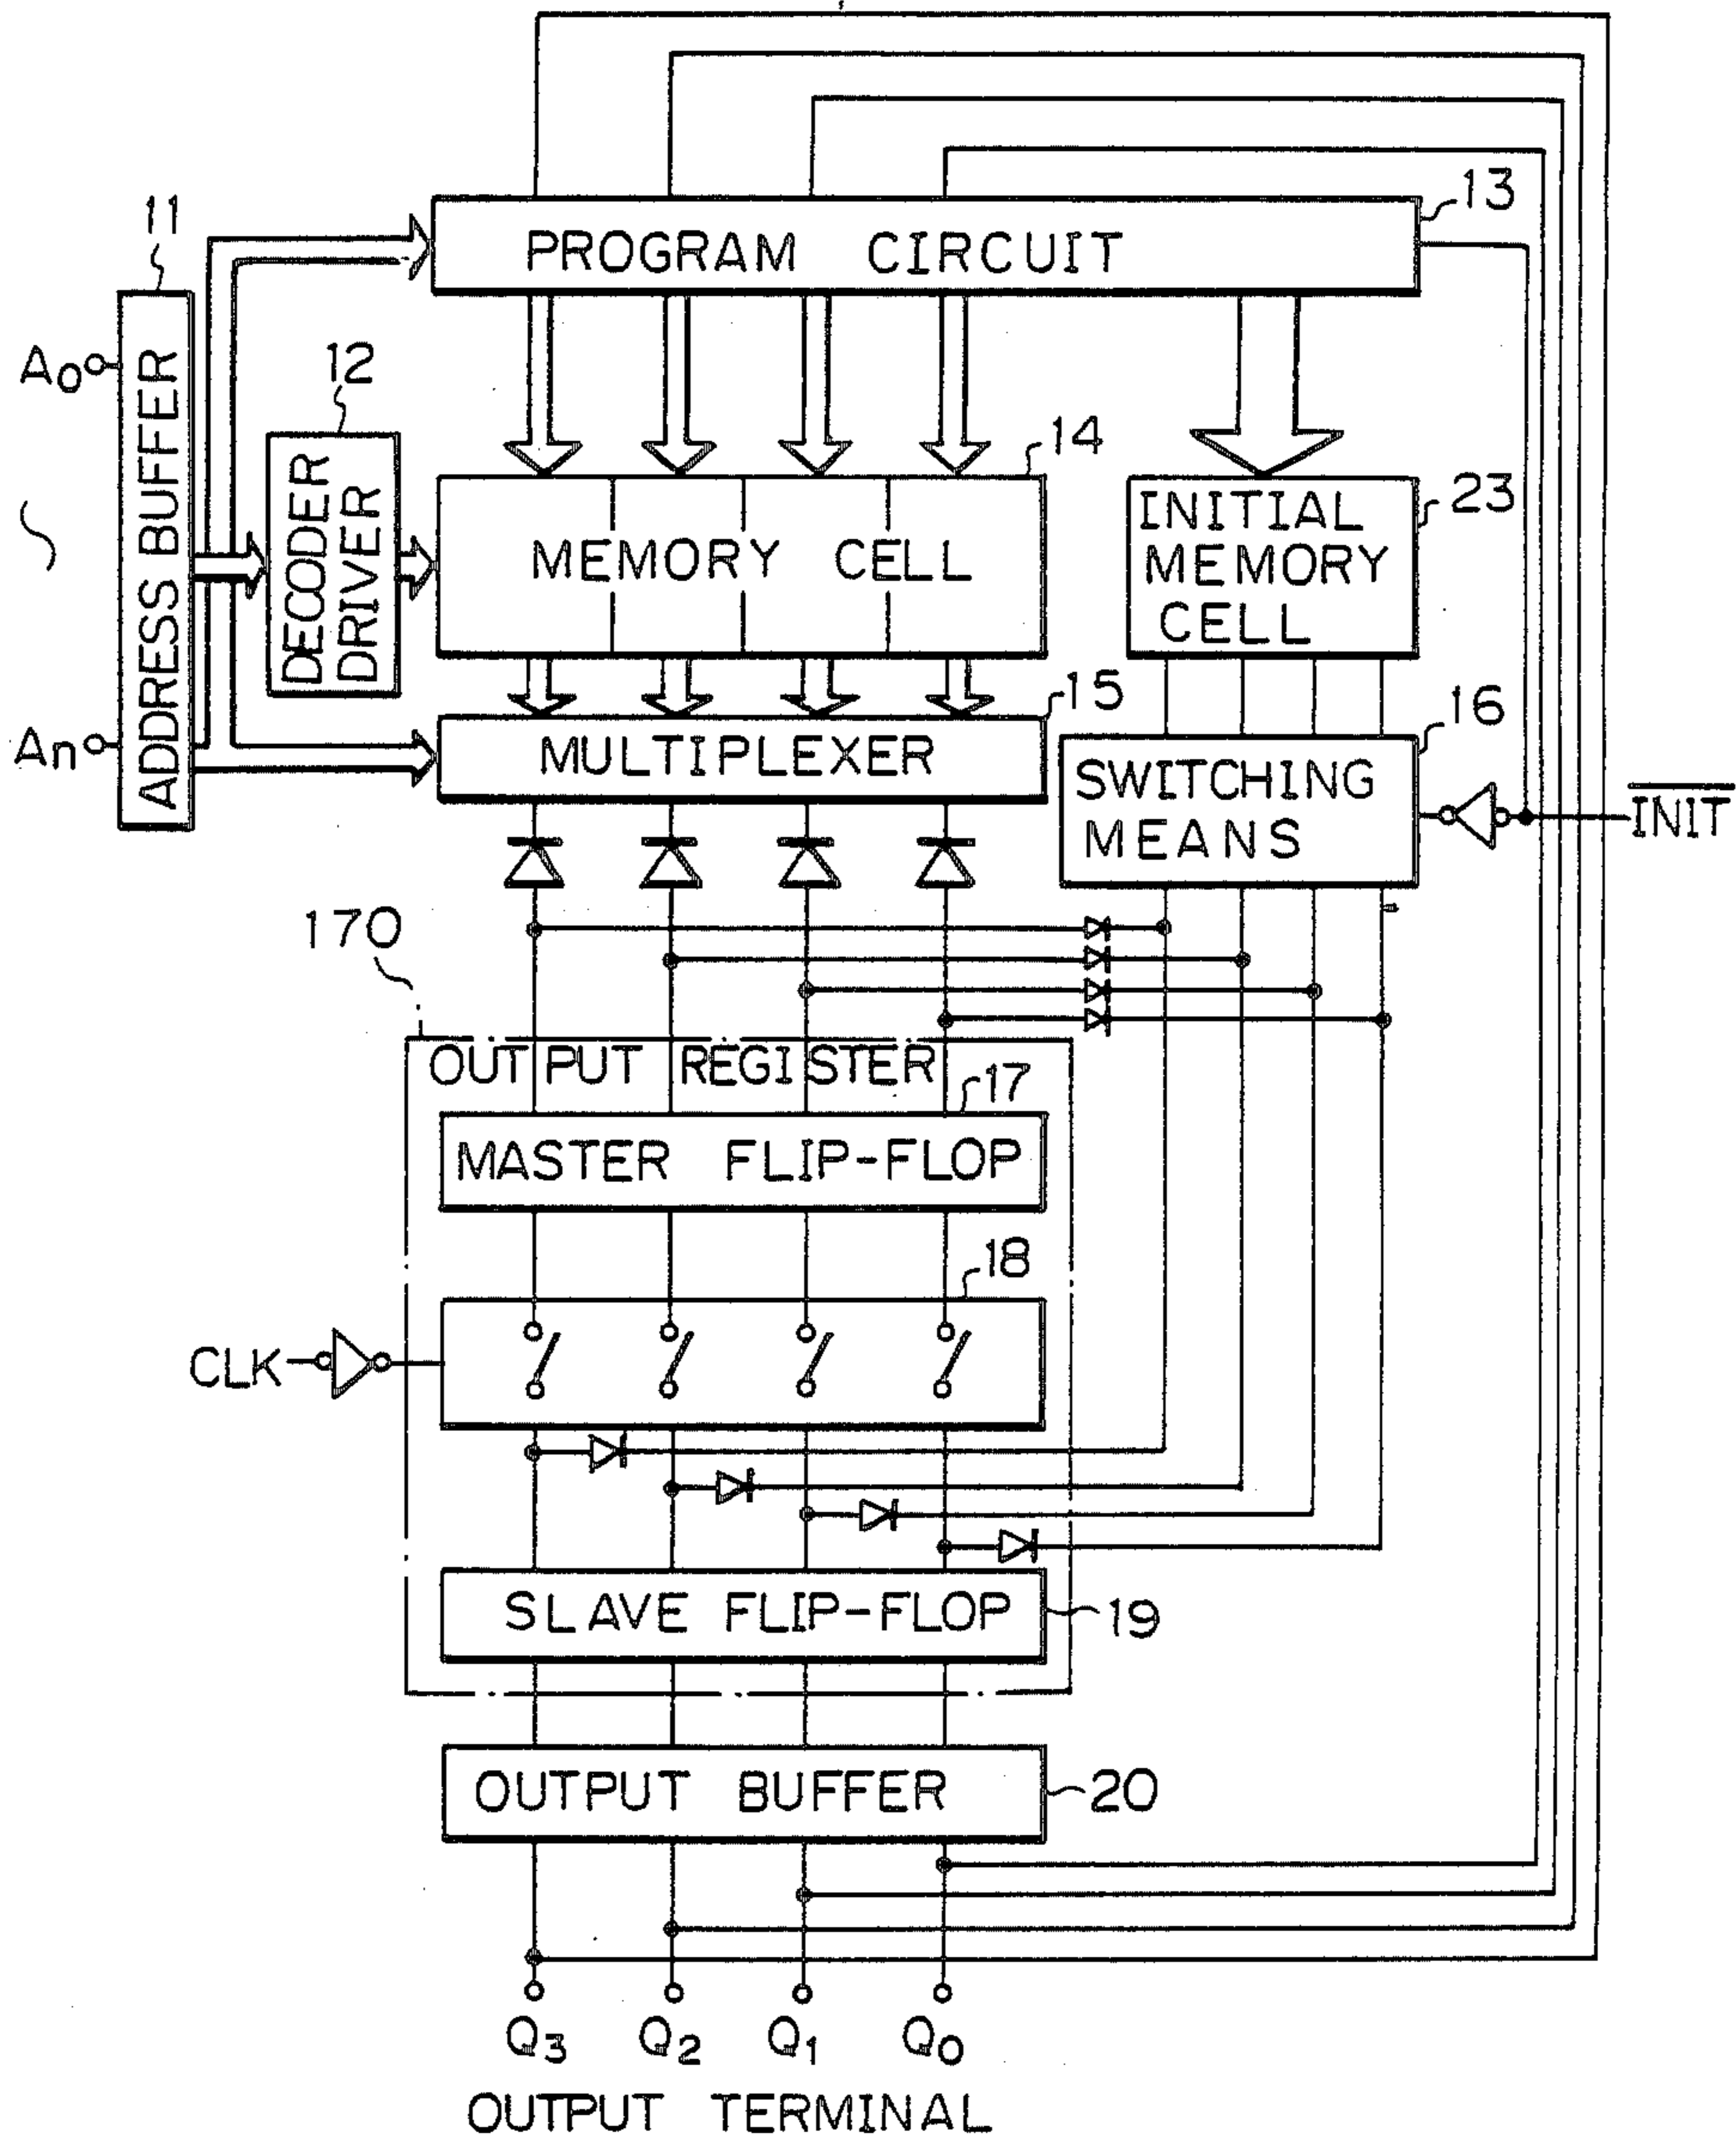 13
PROGRAM CIRCUIT
11
A0
ADDRESS BUFFER
An
12
DECODER
DRIVER
14
MEMORY CELL
INITIAL
MEMORY
CELL
23
15
MULTIPLEXER
16
SWITCHING
MEANS
INIT
170
OUTPUT REGISTER
17
MASTER FLIP-FLOP
18
CLK
SLAVE FLIP-FLOP
19
OUTPUT BUFFER
20
Q3 Q2 Q1 Q0
OUTPUT TERMINAL